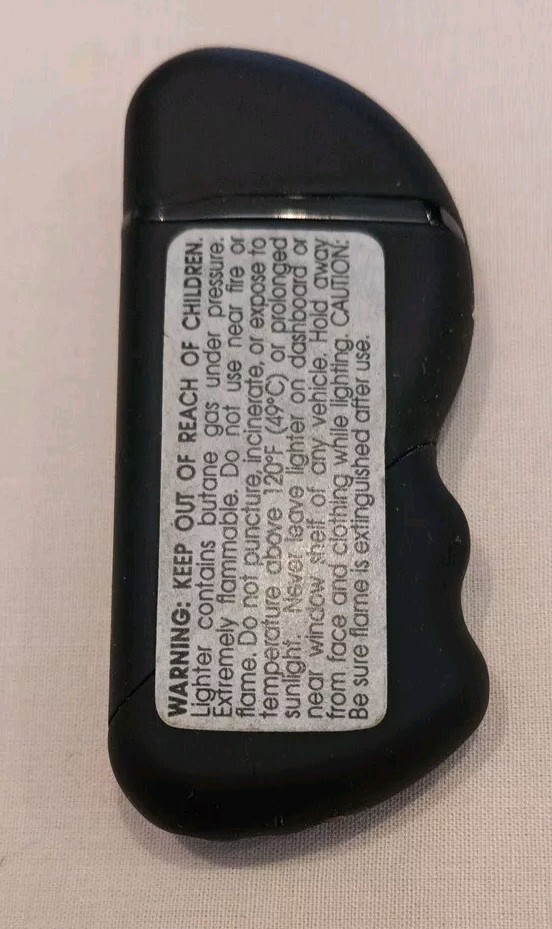 WARNING: KEEP OUT OF REACH OF CHILDREN.
Lighter contains butane gas under pressure.
Extremely flammable. Do not use near fire or
flame. Do not puncture, incinerate, or expose to
temperature above 120°F (49°C) or prolonged
sunlight. Never leave lighter on dashboard or
near window shelf of any vehicle. Hold away
from face and clothing while lighting. CAUTION:
Be sure flame is extinguished after use.